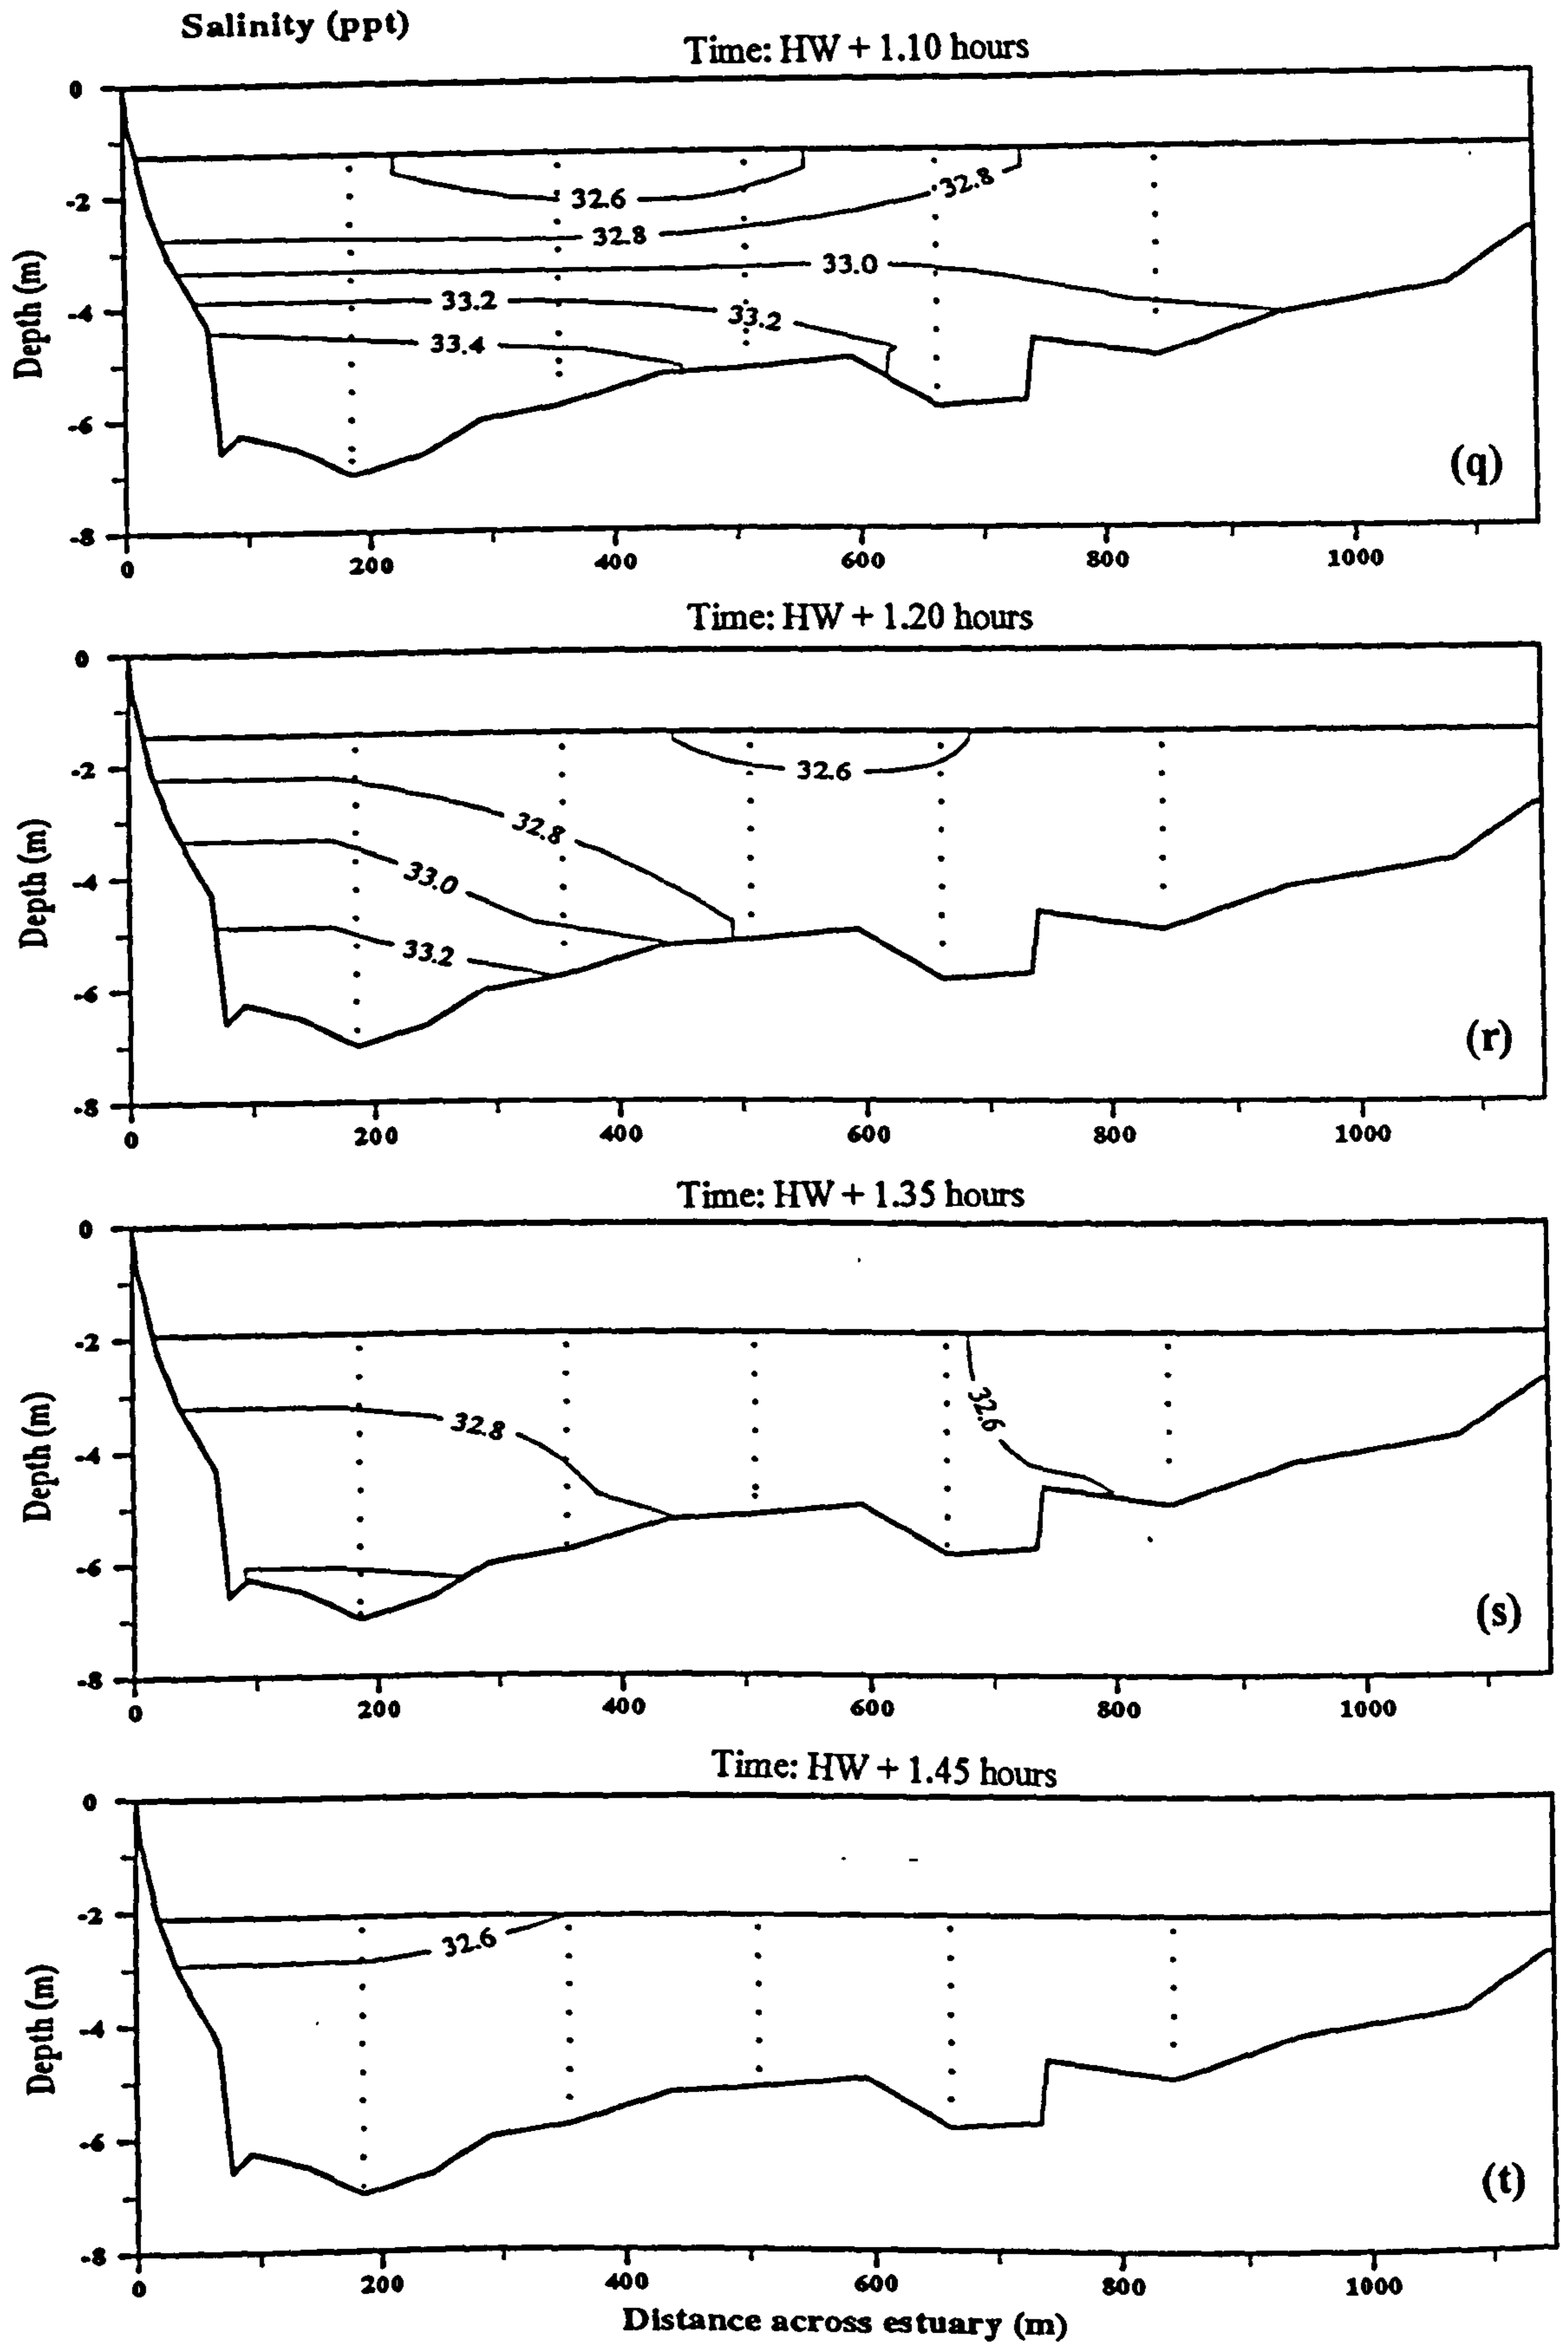 Salinity (ppt)
Time: HW + 1.10 hours
0
-2
-4
-6
-8
Depth (m)
32.6
32.8
32.8
33.0
33.2
33.2
33.4
(q)
0 200 400 600 800 1000
Time: HW + 1.20 hours
0
-2
-4
-6
-8
Depth (m)
32.6
32.8
33.0
33.2
(r)
0 200 400 600 800 1000
Time: HW + 1.35 hours
0
-2
-4
-6
-8
Depth (m)
32.8
32.6
(s)
0 200 400 600 800 1000
Time: HW + 1.45 hours
0
-2
-4
-6
-8
Depth (m)
32.6
(t)
0 200 400 600 800 1000
Distance across estuary (m)